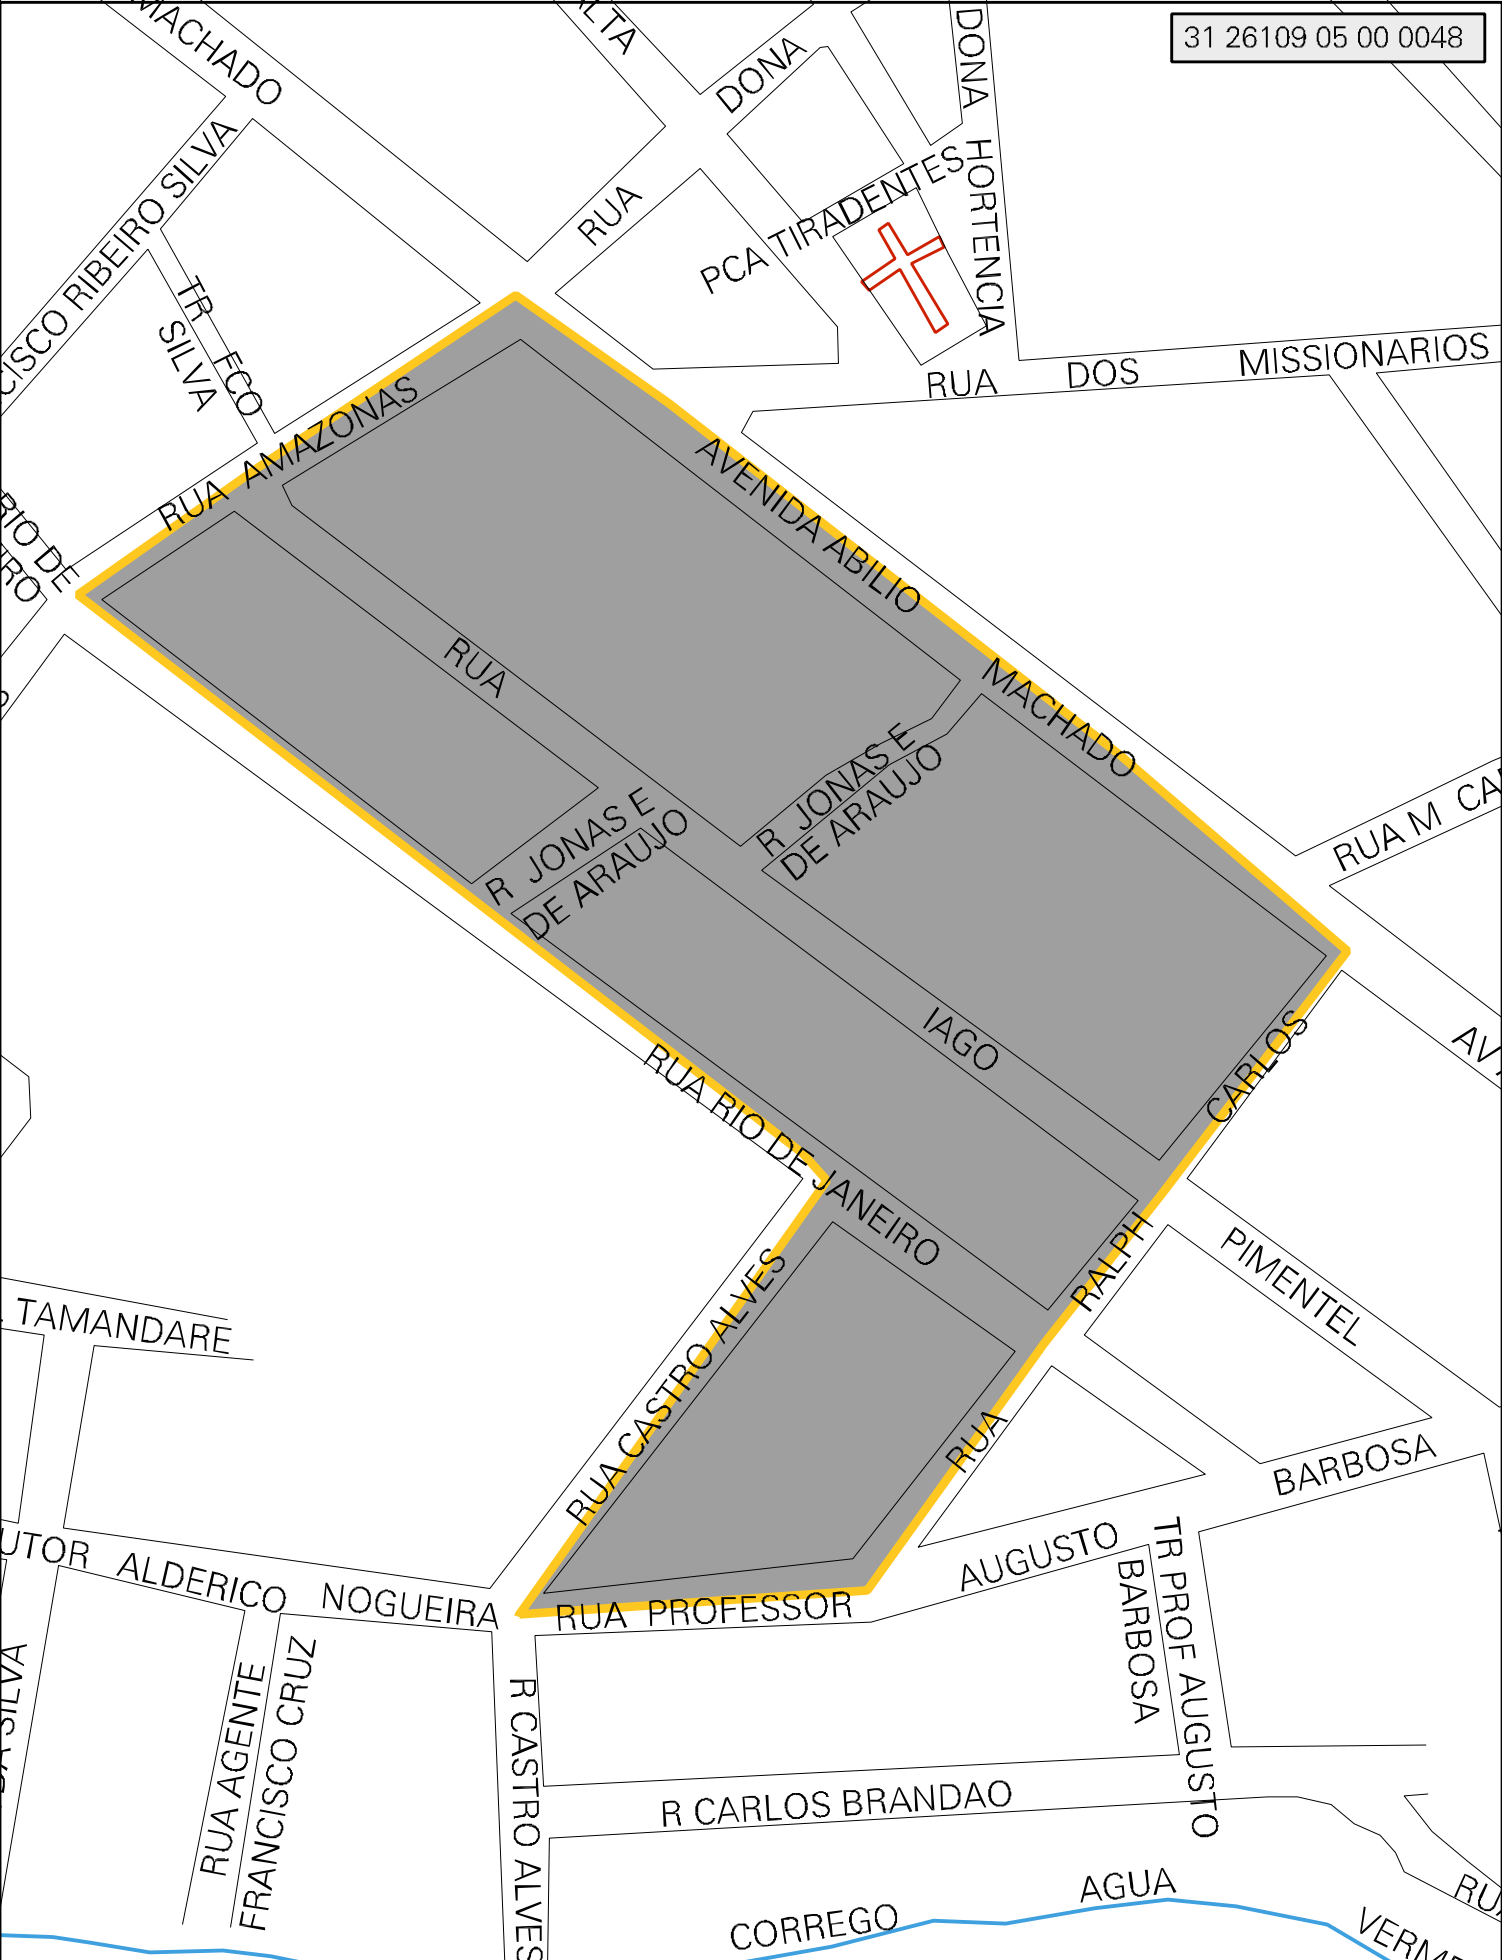 31 26109 05 00 0048
MACHADO
DONA
DONA
HORTENCIA
RUA
PCA TIRADENTES
RIBEIRO SILVA
TR FCO
SILVA
RUA DOS MISSIONARIOS
RUA AMAZONAS
AVENIDA ABILIO
MACHADO
RIO DE
RUA
IAGO
R JONAS E
DE ARAUJO
R JONAS E
DE ARAUJO
RUA M
CARLOS
RALPH
RUA
RUA RIO DE JANEIRO
PIMENTEL
RUA CASTRO ALVES
TAMANDARE
BARBOSA
AUGUSTO
RUA PROFESSOR
ALDERICO NOGUEIRA
TR PROF AUGUSTO
BARBOSA
RUA AGENTE
FRANCISCO CRUZ
R CASTRO ALVES
R CARLOS BRANDAO
CORREGO AGUA